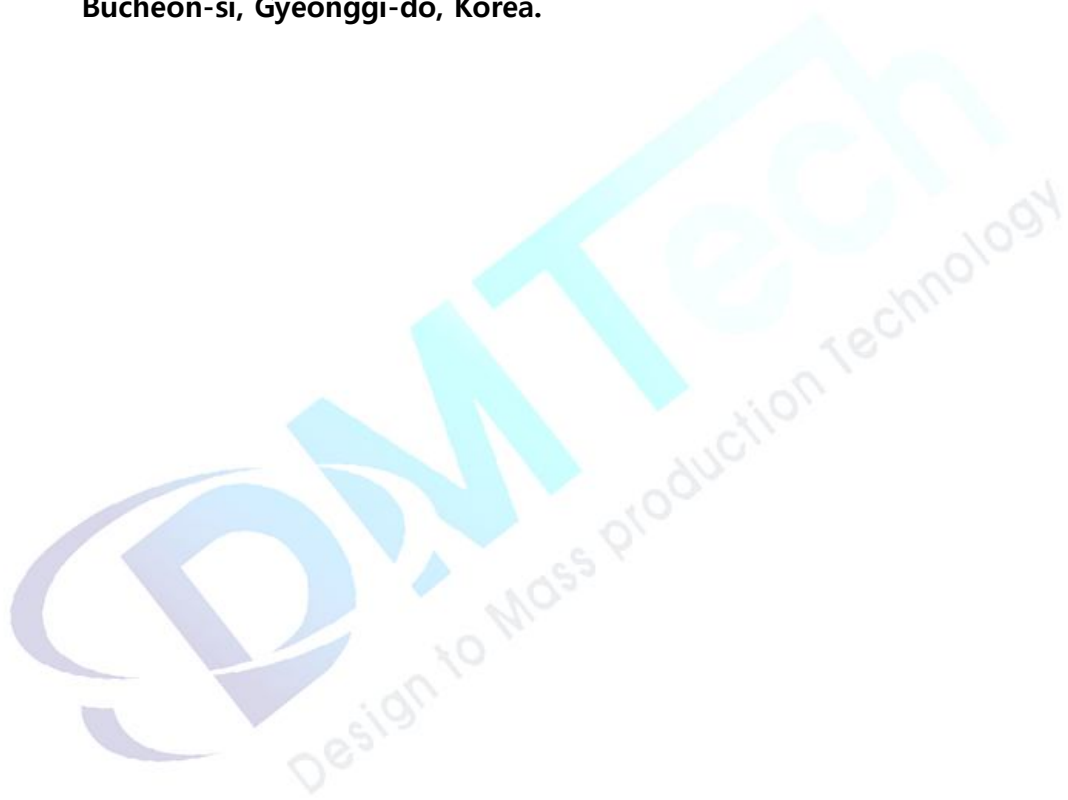 Bucheon-si, Gyeonggi-do, Korea.
DMTech
Design to Mass production Technology